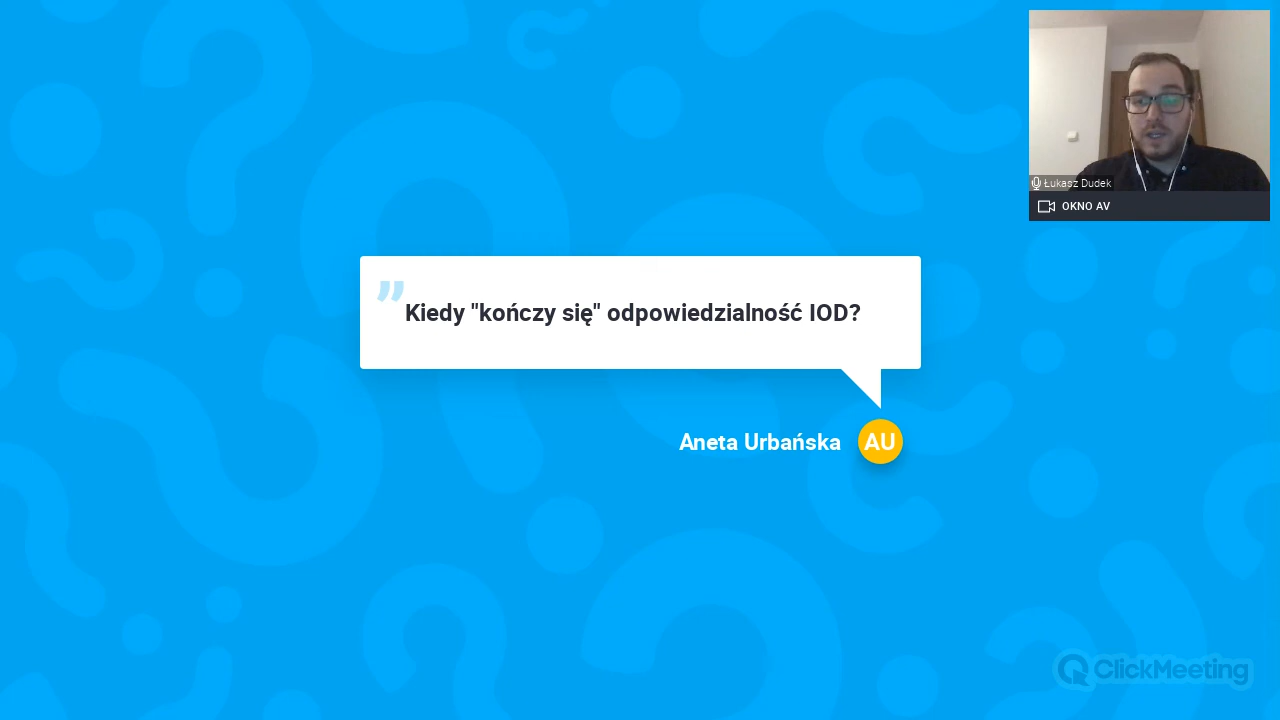 Łukasz Dudek
OKNO AV
" Kiedy "kończy się" odpowiedzialność IOD?
Aneta Urbańska AU
ClickMeeting